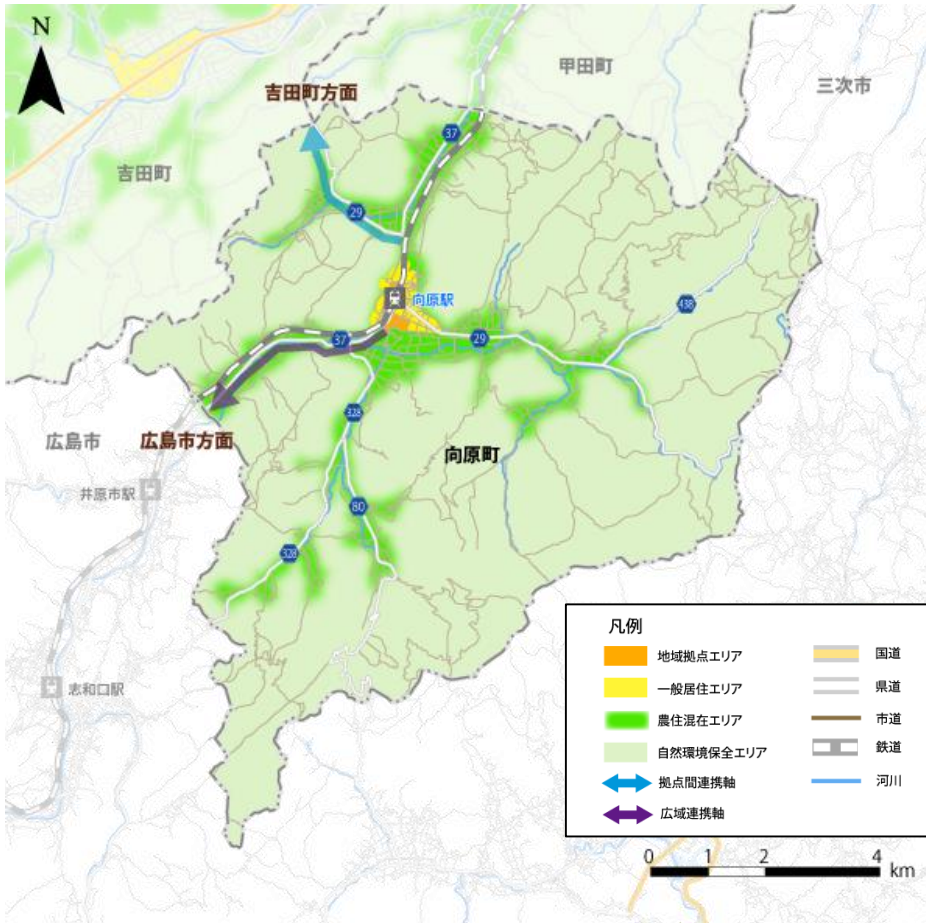 N
甲田町
三次市
吉田町方面
37
吉田町
29
438
向原駅
37
29
328
広島市
広島市方面
向原町
井原市駅
80
328
志和口駅
凡例
地域拠点エリア
一般居住エリア
農住混在エリア
自然環境保全エリア
拠点間連携軸
広域連携軸
国道
県道
市道
鉄道
河川
0 1 2 4
km